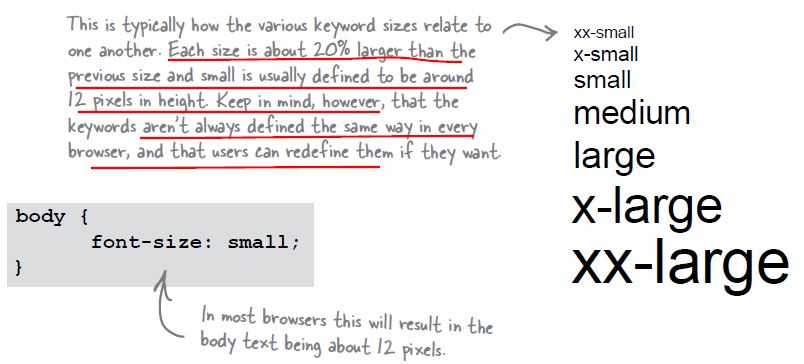 This is typically how the various keyword sizes relate to
one another. Each size is about 20% larger than the
previous size and small is usually defined to be around
12 pixels in height. Keep in mind, however, that the
keywords aren't always defined the same way in every
browser, and that users can redefine them if they want.
xx-small
x-small
small
medium
large
x-large
xx-large
body {
font-size: small;
}
In most browsers this will result in the
body text being about 12 pixels.